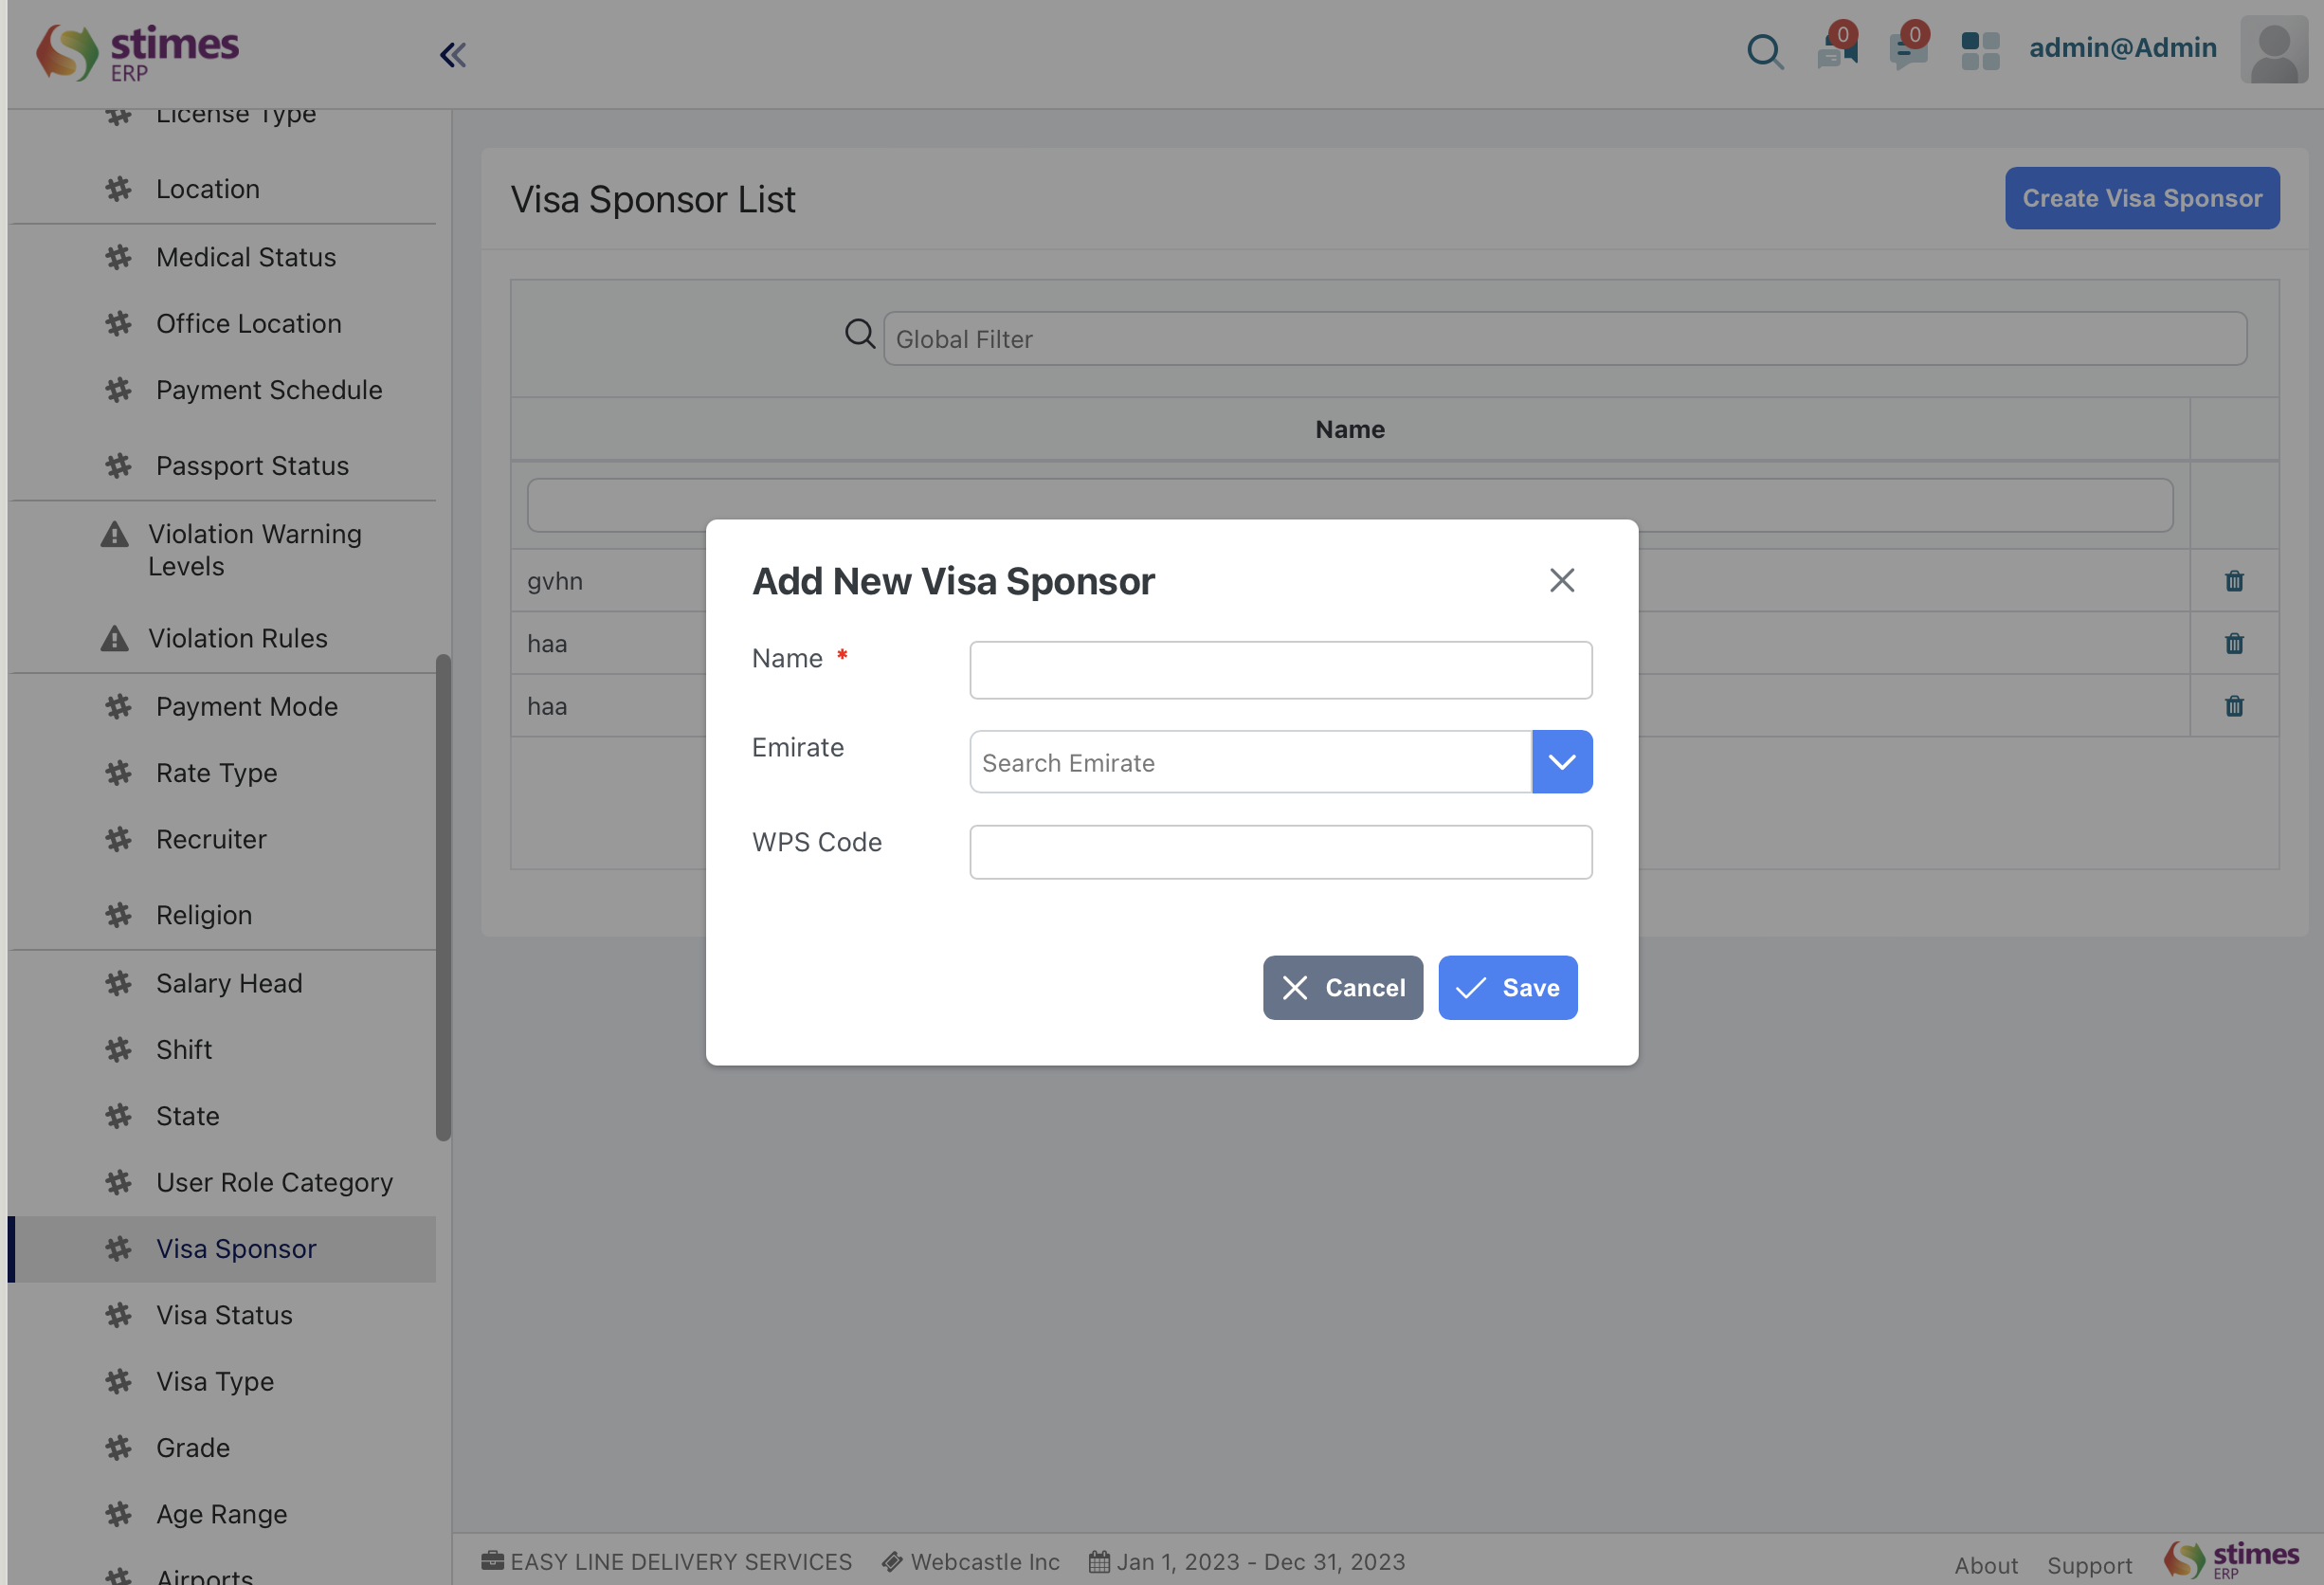 stimes
ERP
0
0
admin@Admin
License Type
Location
Medical Status
Office Location
Payment Schedule
Passport Status
Violation Warning
Levels
Violation Rules
Payment Mode
Rate Type
Recruiter
Religion
Salary Head
Shift
State
User Role Category
Visa Sponsor
Visa Status
Visa Type
Grade
Age Range
Airports
Visa Sponsor List
Create Visa Sponsor
Global Filter
Name
gvhn
haa
haa
Add New Visa Sponsor
Name *
Emirate
Search Emirate
WPS Code
Cancel
Save
EASY LINE DELIVERY SERVICES
Webcastle Inc
Jan 1, 2023 - Dec 31, 2023
About
Support
stimes
ERP